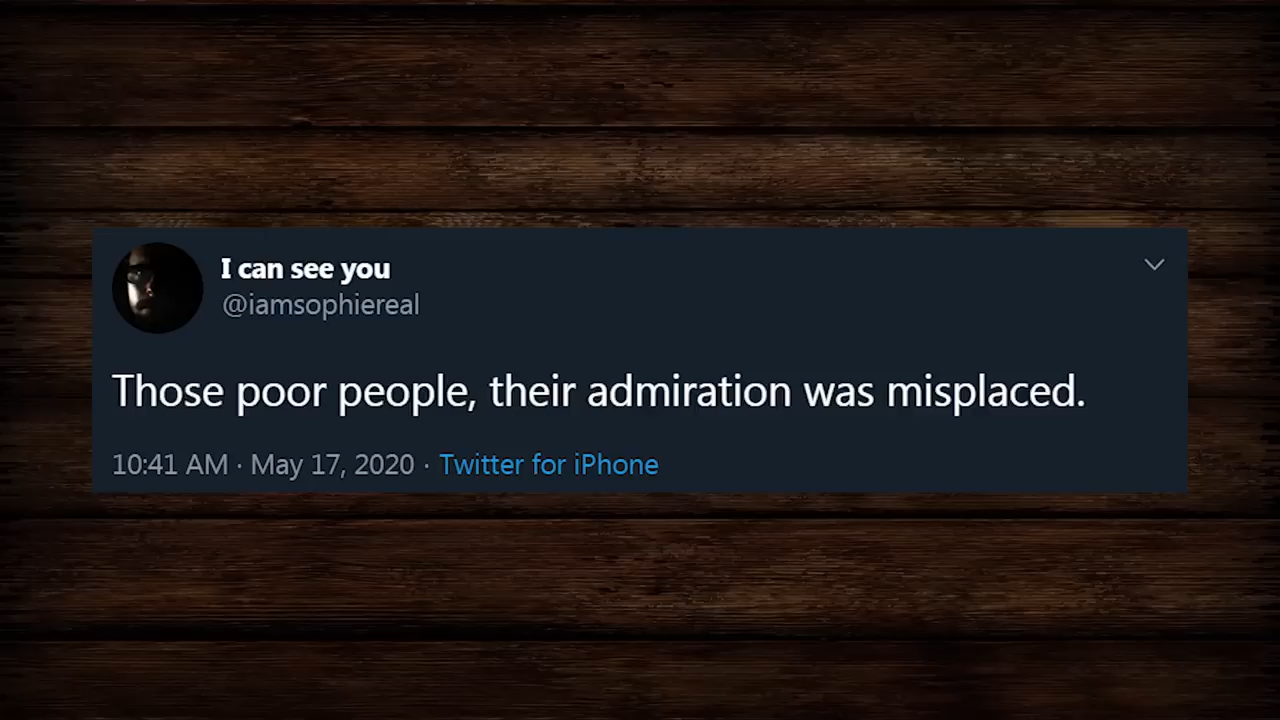 I can see you
@iamsophiereal
Those poor people, their admiration was misplaced.
10:41 AM · May 17, 2020 · Twitter for iPhone